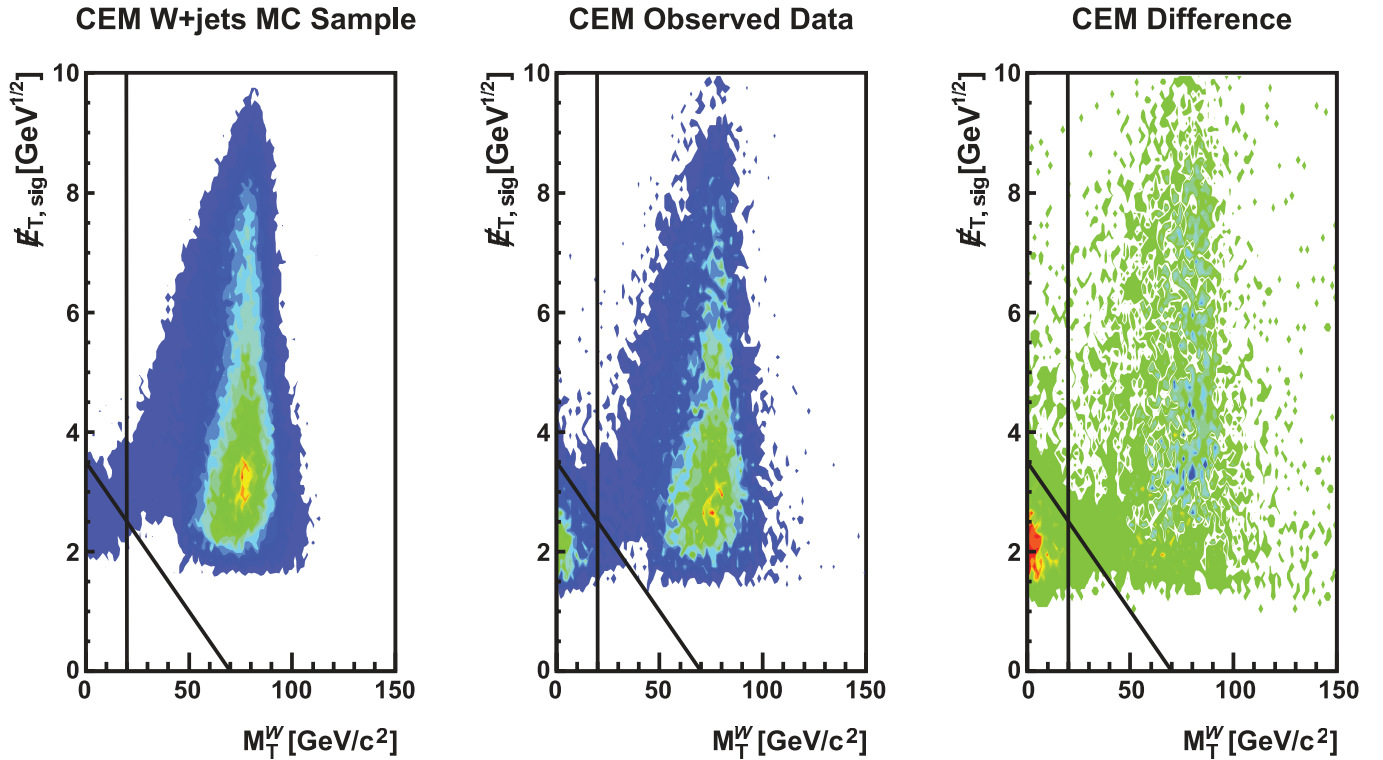 CEM W+jets MC Sample
CEM Observed Data
CEM Difference
E̸T, sig[GeV1/2]
10
8
6
4
2
0
0 50 100 150
MTW [GeV/c2]
E̸T, sig[GeV1/2]
10
8
6
4
2
0
0 50 100 150
MTW [GeV/c2]
E̸T, sig[GeV1/2]
10
8
6
4
2
0
0 50 100 150
MTW [GeV/c2]